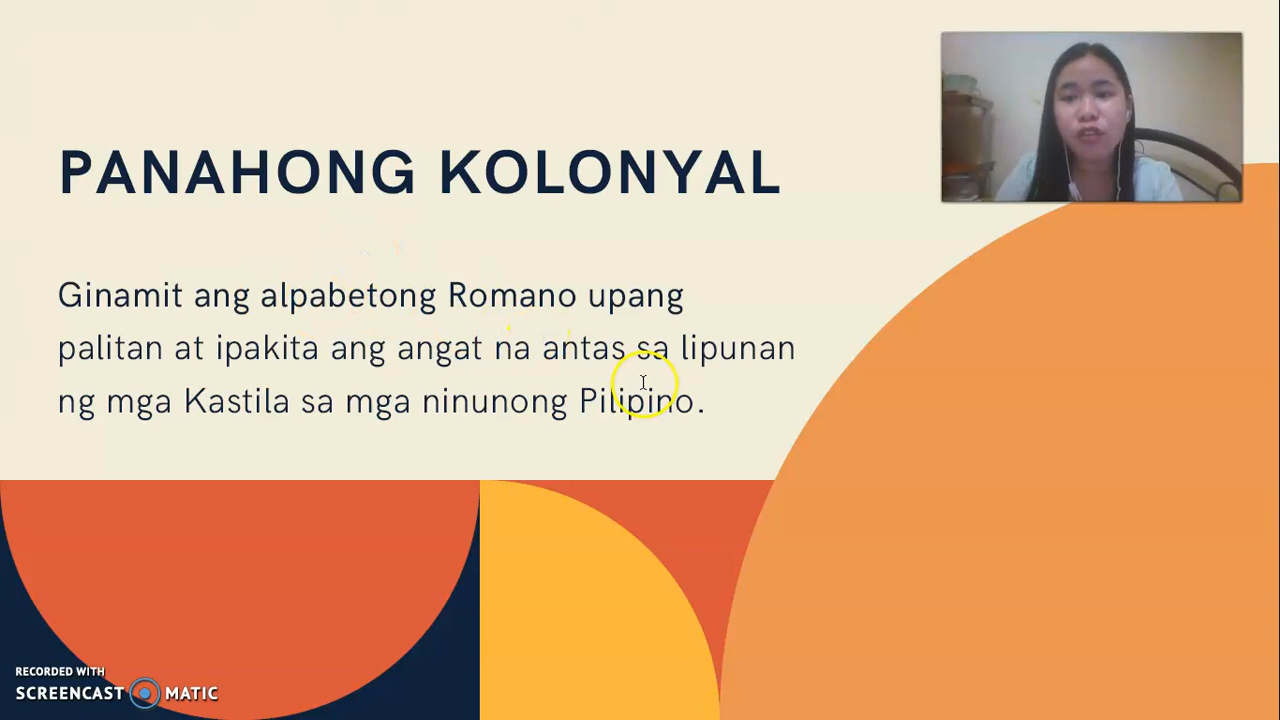 PANAHONG KOLONYAL
Ginamit ang alpabetong Romano upang
palitan at ipakita ang angat na antas sa lipunan
ng mga Kastila sa mga ninunong Pilipino.
RECORDED WITH
SCREENCAST MATIC